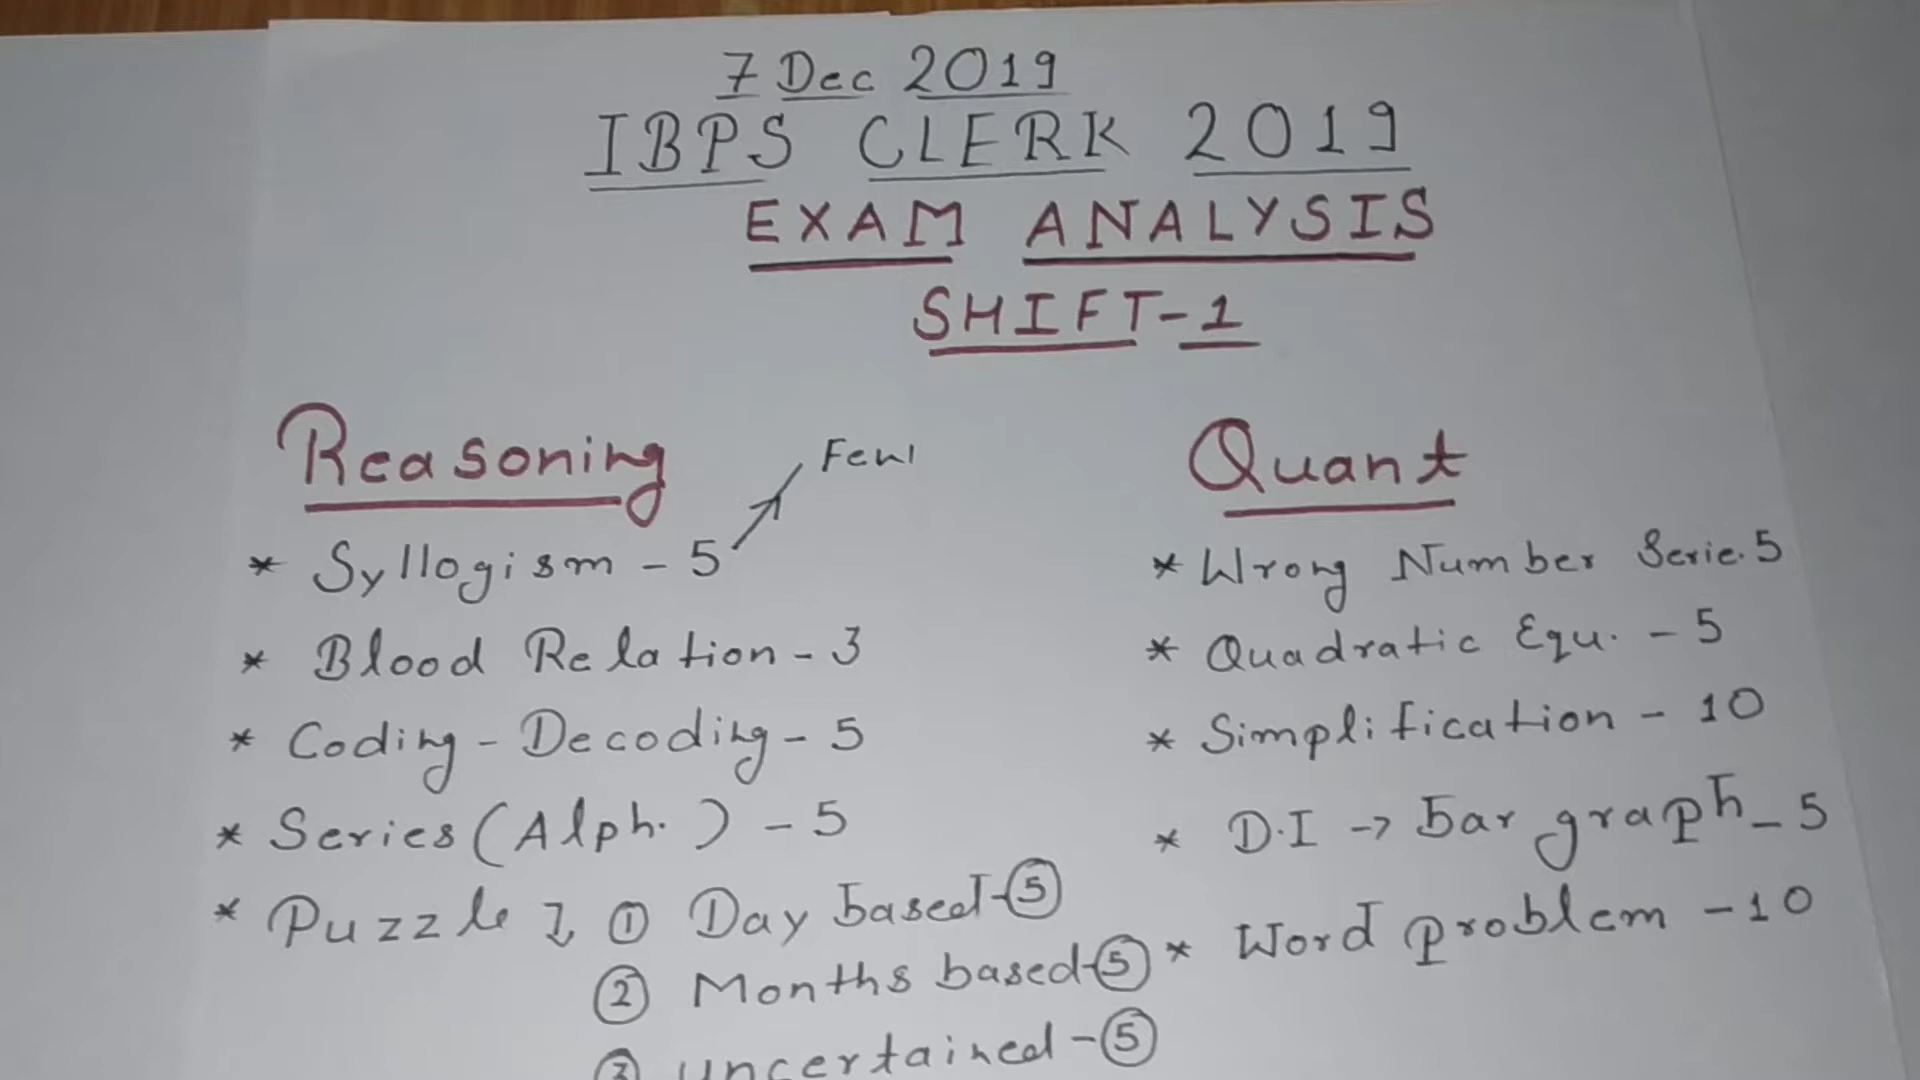 7 Dec 2019
IBPS CLERK 2019
EXAM ANALYSIS
SHIFT-1
Reasoning
* Syllogism - 5
* Blood Relation - 3
* Coding - Decoding - 5
* Series (Alph.) - 5
* Puzzle ① Day based - ⑤
② Months based - ⑤
③ uncertained - ⑤
Quant
* Wrong Number Serie. 5
* Quadratic Equ. - 5
* Simplification - 10
* D.I → bar graph - 5
* Word problem - 10